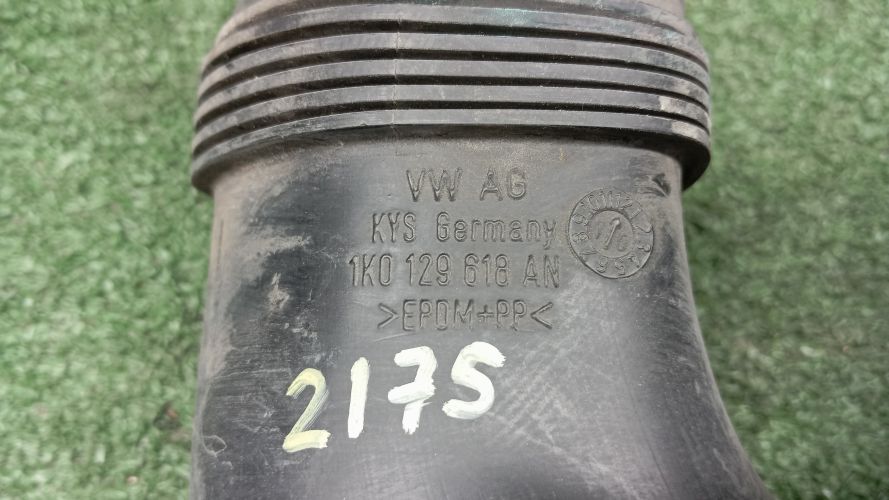 VW AG
KYS Germany
1K0 129 618 AN
>EPDM+PP<
2175